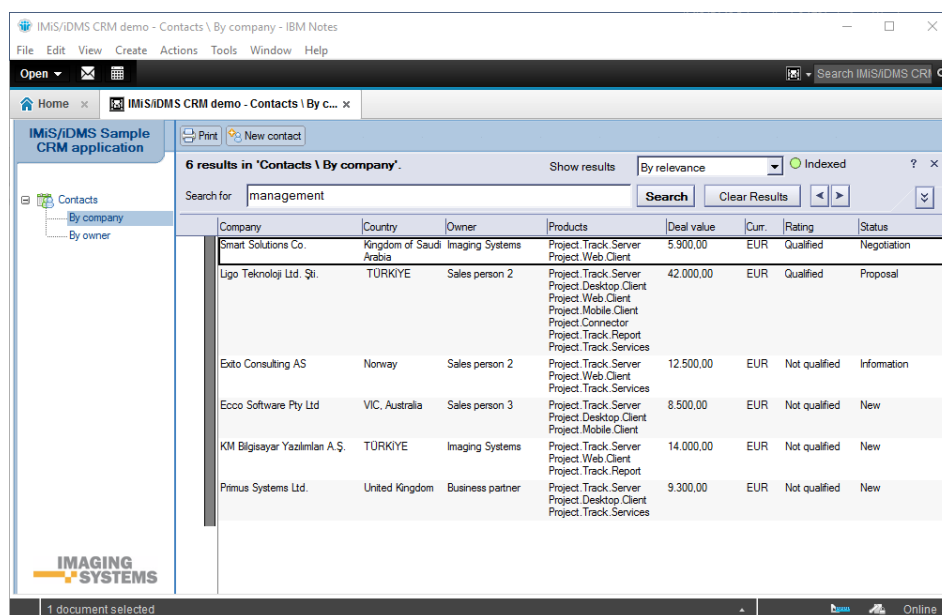 IMiS/iDMS CRM demo - Contacts \ By company - IBM Notes
File Edit View Create Actions Tools Window Help
Open Search IMiS/iDMS CRI
Home IMiS/iDMS CRM demo - Contacts \ By c...
IMiS/iDMS Sample
CRM application
Print New contact
6 results in 'Contacts \ By company'. Show results By relevance Indexed ? ×
Search for management Search Clear Results
Contacts
By company
By owner
Company Country Owner Products Deal value Curr. Rating Status
Smart Solutions Co. Kingdom of Saudi Imaging Systems Project.Track.Server 5.900,00 EUR Qualified Negotiation
Arabia Project.Web.Client
Ligo Teknoloji Ltd. Şti. TÜRKİYE Sales person 2 Project.Track.Server 42.000,00 EUR Qualified Proposal
Project.Desktop.Client
Project.Web.Client
Project.Mobile.Client
Project.Connector
Project.Track.Report
Project.Track.Services
Exito Consulting AS Norway Sales person 2 Project.Track.Server 12.500,00 EUR Not qualified Information
Project.Web.Client
Project.Track.Services
Ecco Software Pty Ltd VIC, Australia Sales person 3 Project.Track.Server 8.500,00 EUR Not qualified New
Project.Desktop.Client
Project.Mobile.Client
KM Bilgisayar Yazılımları A.Ş. TÜRKİYE Imaging Systems Project.Track.Server 14.000,00 EUR Not qualified New
Project.Web.Client
Project.Track.Report
Primus Systems Ltd. United Kingdom Business partner Project.Track.Server 9.300,00 EUR Not qualified New
Project.Desktop.Client
Project.Track.Services
IMAGING
SYSTEMS
1 document selected Online